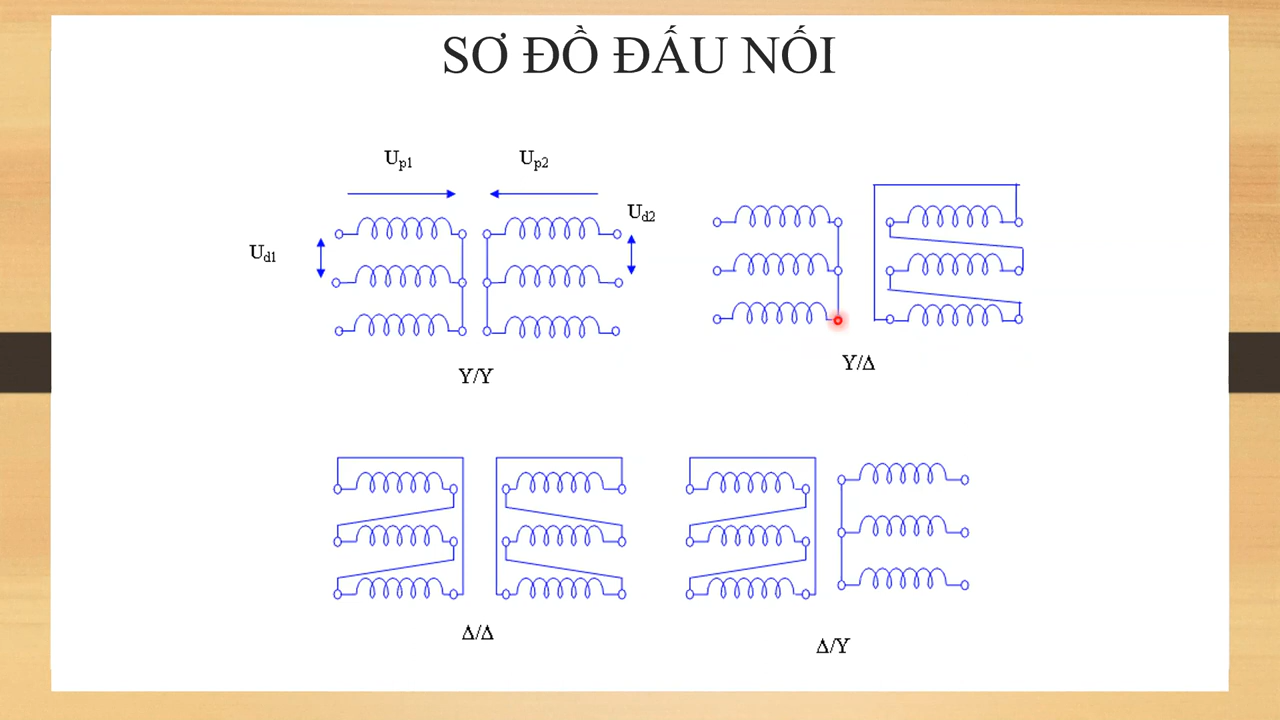 SƠ ĐỒ ĐẤU NỐI
Up1
Up2
Ud1
Ud2
Y/Y
Y/Δ
Δ/Δ
Δ/Y